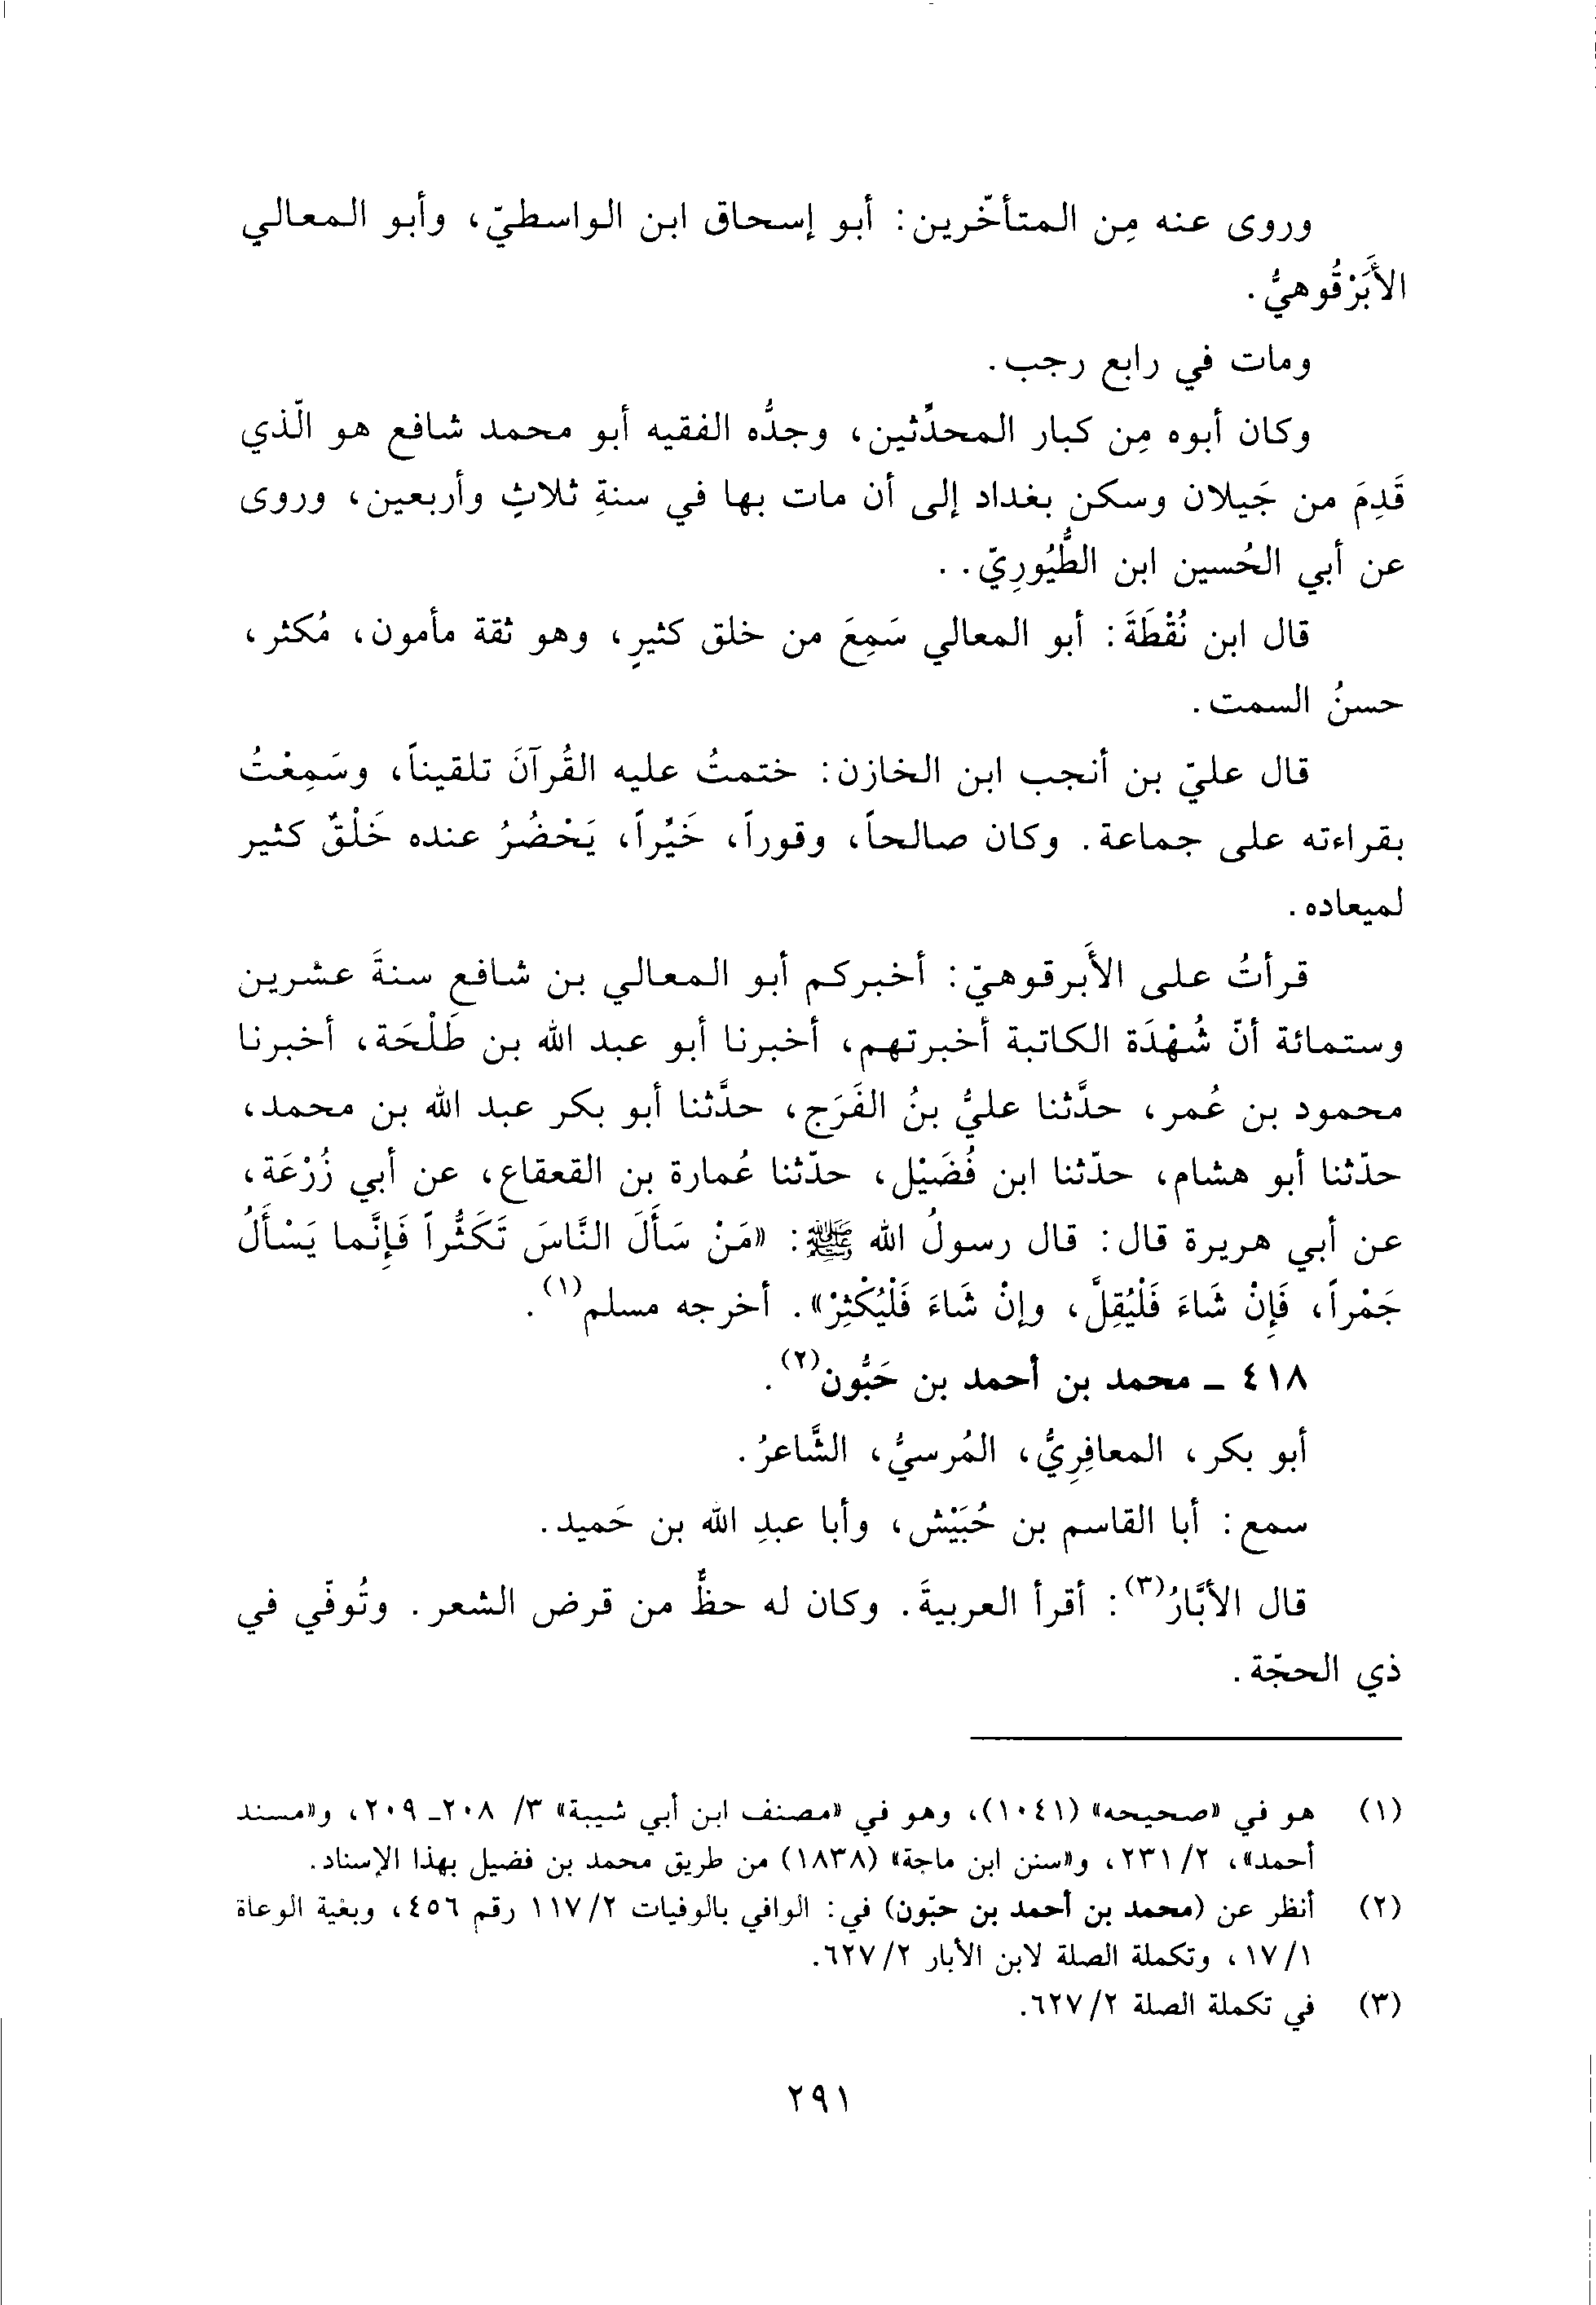 وروى عنه مِن المتأخّرين: أبو إسحاق ابن الواسطيّ، وأبو المعالي
الأَبَرْقُوهيُّ.
ومات في رابع رجب.
وكان أبوه مِن كبار المحدِّثين، وجدُّه الفقيه أبو محمد شافع هو الّذي
قَدِمَ من جَيلان وسكن بغداد إلى أن مات بها في سنةِ ثلاثٍ وأربعين، وروى
عن أبي الحُسين ابن الطُّيُورِيّ. .
قال ابن نُقْطَةَ: أبو المعالي سَمِعَ من خلق كثيرٍ، وهو ثقة مأمون، مُكثر،
حسنُ السمت.
قال عليّ بن أنجب ابن الخازن: ختمتُ عليه القُرآنَ تلقيناً، وسَمِعْتُ
بقراءته على جماعة. وكان صالحاً، وقوراً، خَيِّراً، يَحْضُرُ عنده خَلْقٌ كثير
لميعاده.
قرأتُ على الأَبرقوهيّ: أخبركم أبو المعالي بن شافع سنةَ عشرين
وستمائة أنّ شُهْدَة الكاتبة أخبرتهم، أخبرنا أبو عبد الله بن طَلْحَة، أخبرنا
محمود بن عُمر، حدَّثنا عليُّ بنُ الفَرَج، حدَّثنا أبو بكر عبد الله بن محمد،
حدّثنا أبو هشام، حدّثنا ابن فُضَيْل، حدّثنا عُمارة بن القعقاع، عن أبي زُرْعَة،
عن أبي هريرة قال: قال رسولُ الله ﷺ: «مَنْ سَأَلَ النَّاسَ تَكَثُّراً فَإِنَّما يَسْأَلُ
جَمْراً، فَإِنْ شَاءَ فَلْيُقِلَّ، وإنْ شَاءَ فَلْيُكْثِرْ». أخرجه مسلم(١).
٤١٨ ـ محمد بن أحمد بن حَبُّون(٢).
أبو بكر، المعافِرِيُّ، المُرسيُّ، الشَّاعرُ.
سمع: أبا القاسم بن حُبَيْش، وأبا عبدِ الله بن حَميد.
قال الأبَّارُ(٣): أقرأ العربيةَ. وكان له حظٌّ من قرض الشعر. وتُوفّي في
ذي الحجّة.
(١) هو في «صحيحه» (١٠٤١)، وهو في «مصنف ابن أبي شيبة» ٣/ ٢٠٨ـ ٢٠٩، و«مسند
أحمد»، ٢/ ٢٣١، و«سنن ابن ماجة» (١٨٣٨) من طريق محمد بن فضيل بهذا الإسناد.
(٢) أنظر عن (محمد بن أحمد بن حبّون) في: الوافي بالوفيات ٢/ ١١٧ رقم ٤٥٦، وبغية الوعاة
١/ ١٧، وتكملة الصلة لابن الأبار ٢/ ٦٢٧.
(٣) في تكملة الصلة ٢/ ٦٢٧.
٢٩١